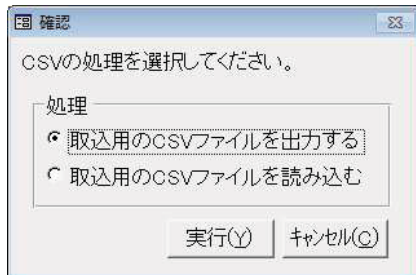 確認
CSVの処理を選択してください。
処理
取込用のCSVファイルを出力する
取込用のCSVファイルを読み込む
実行(Y)
ｷｬﾝｾﾙ(C)